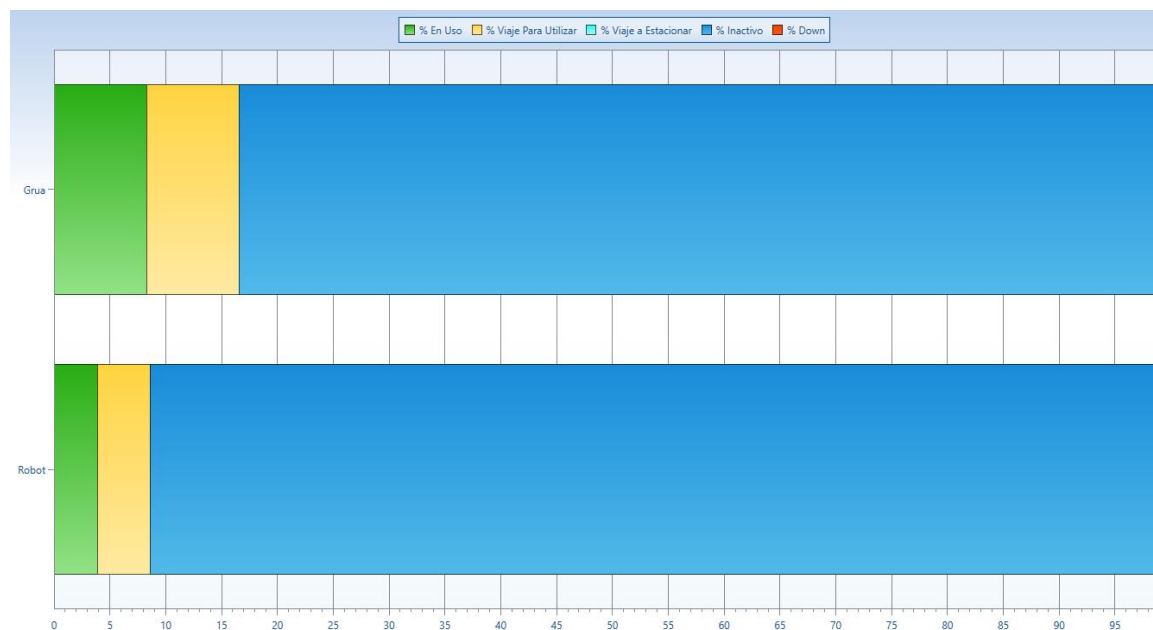 % En Uso % Viaje Para Utilizar % Viaje a Estacionar % Inactivo % Down
Grua
Robot
0 5 10 15 20 25 30 35 40 45 50 55 60 65 70 75 80 85 90 95